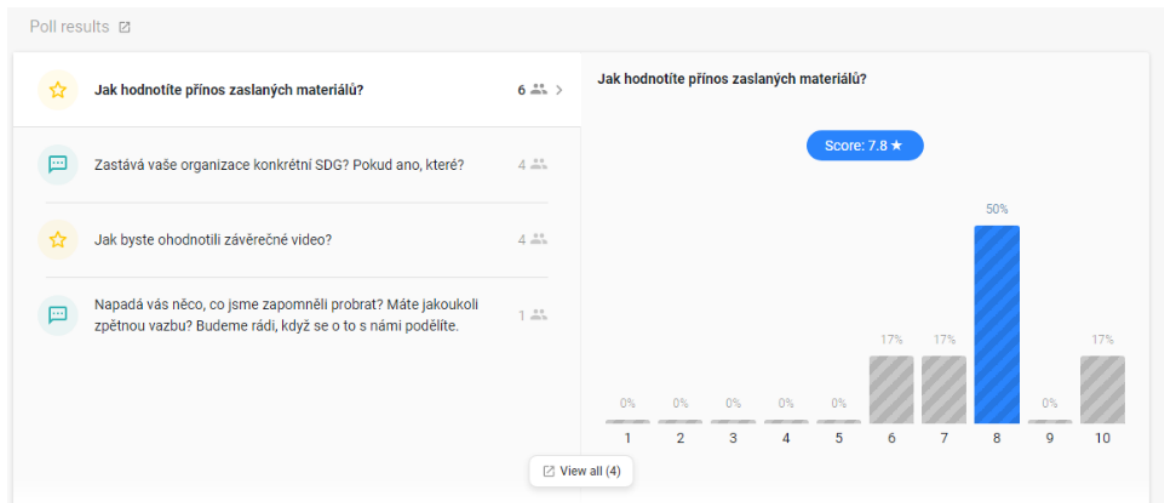 Poll results
Jak hodnotíte přínos zaslaných materiálů?
6
Zastává vaše organizace konkrétní SDG? Pokud ano, které?
4
Jak byste ohodnotili závěrečné video?
4
Napadá vás něco, co jsme zapomněli probrat? Máte jakoukoli
zpětnou vazbu? Budeme rádi, když se o to s námi podělíte.
1
Jak hodnotíte přínos zaslaných materiálů?
Score: 7.8 ★
50%
17% 17% 17%
0% 0% 0% 0% 0% 0%
1 2 3 4 5 6 7 8 9 10
View all (4)